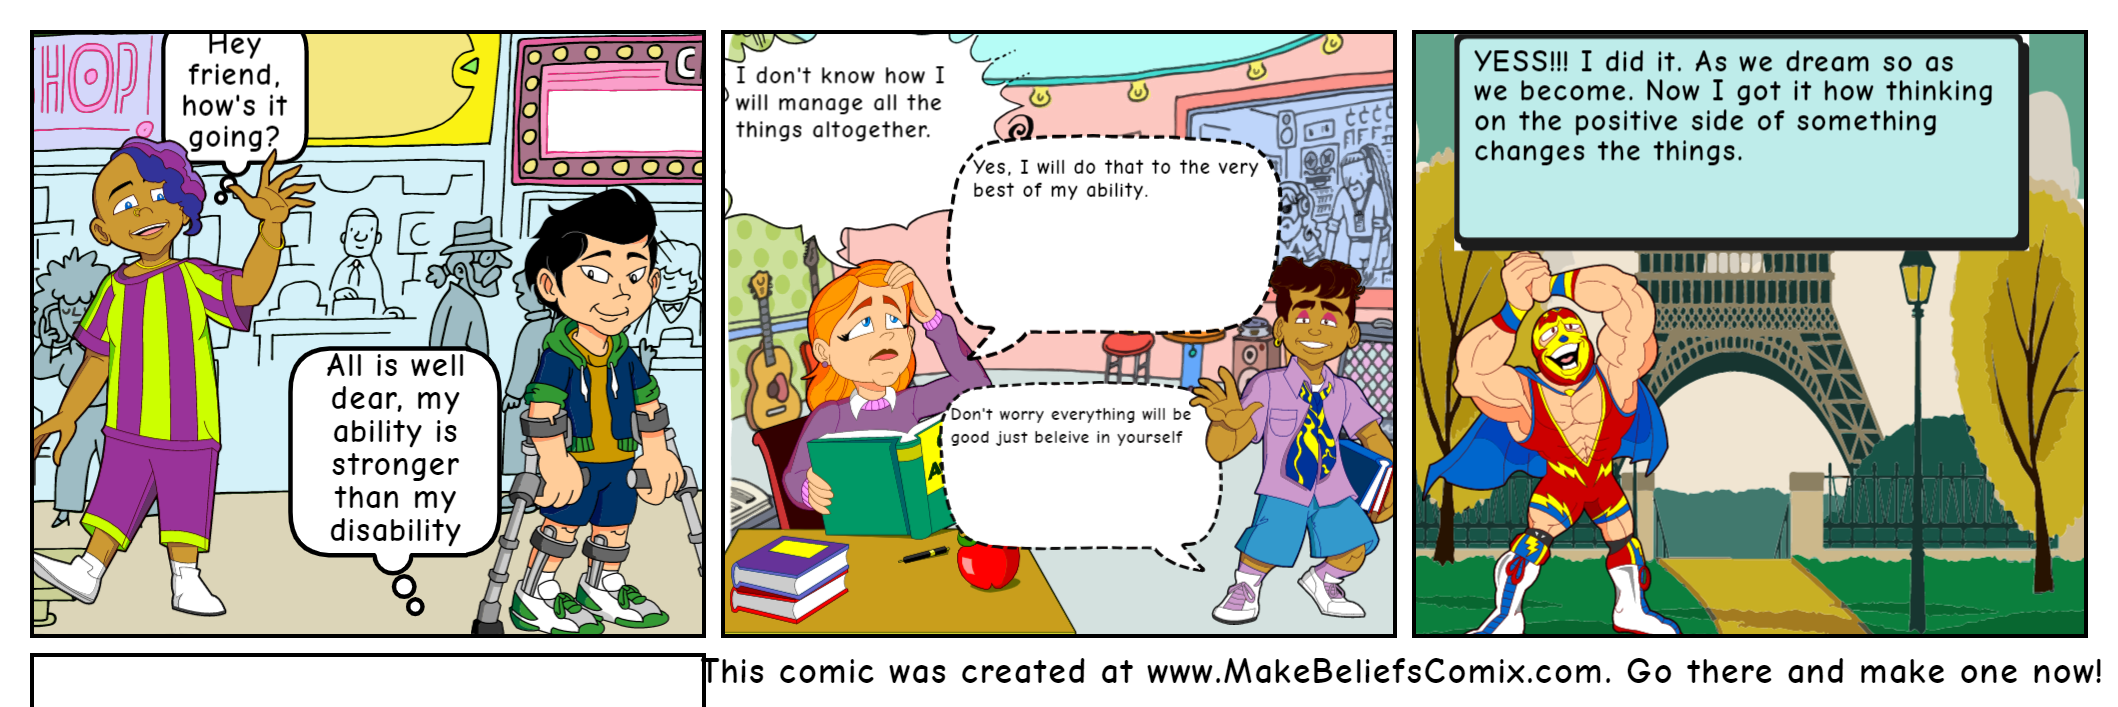 HOP
Hey
friend,
how's it
going?
C
C
All is well
dear, my
ability is
stronger
than my
disability
I don't know how I
will manage all the
things altogether.
Yes, I will do that to the very
best of my ability.
Don't worry everything will be
good just beleive in yourself
YESS!!! I did it. As we dream so as
we become. Now I got it how thinking
on the positive side of something
changes the things.
This comic was created at www.MakeBeliefsComix.com. Go there and make one now!